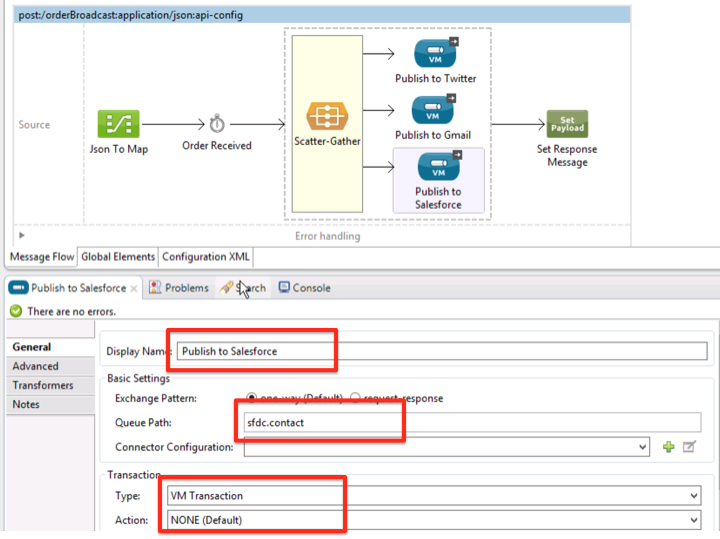 post:/orderBroadcast:application/json:api-config
VM
Publish to Twitter
Source
Json To Map
Order Received
Scatter-Gather
VM
Publish to Gmail
Set
Payload
Set Response
Message
VM
Publish to
Salesforce
Error handling
Message Flow Global Elements Configuration XML
Publish to Salesforce Problems Search Console
There are no errors.
General
Advanced
Transformers
Notes
Display Name: Publish to Salesforce
Basic Settings
Exchange Pattern: one-way (Default) request-response
Queue Path: sfdc.contact
Connector Configuration:
Transaction
Type: VM Transaction
Action: NONE (Default)